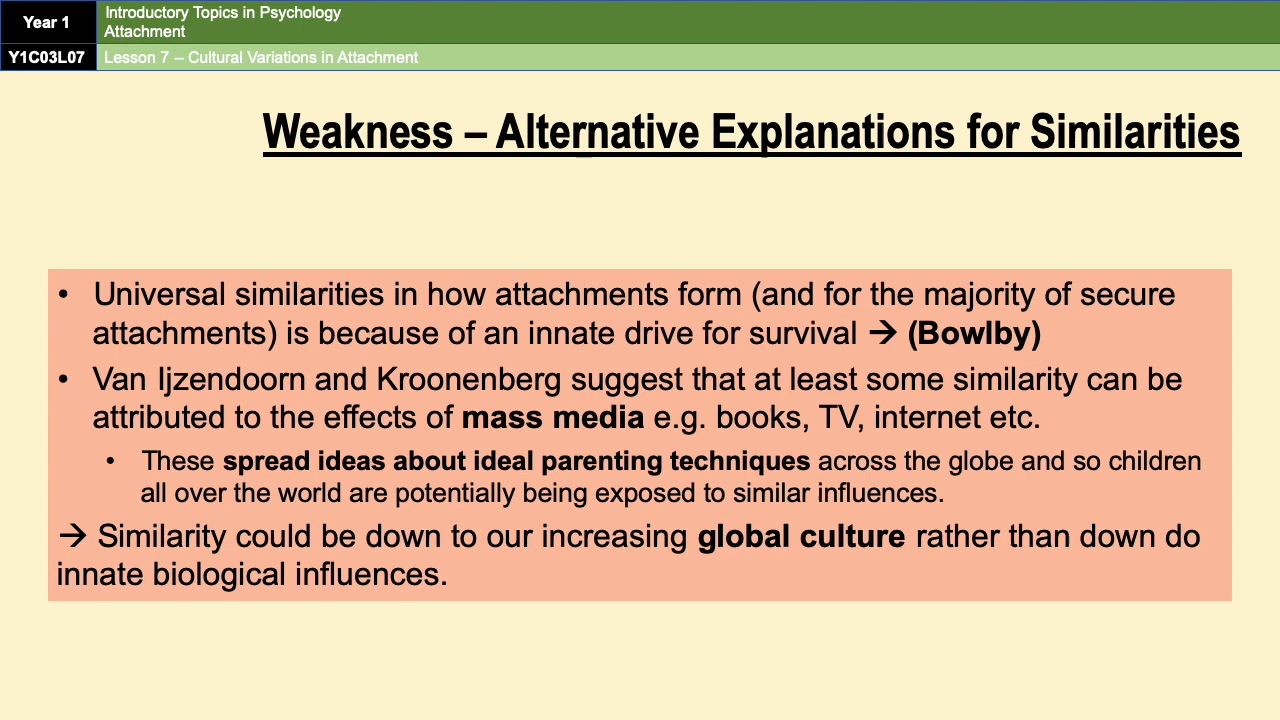 Year 1
Introductory Topics in Psychology
Attachment
Y1C03L07
Lesson 7 – Cultural Variations in Attachment
Weakness – Alternative Explanations for Similarities
• Universal similarities in how attachments form (and for the majority of secure
attachments) is because of an innate drive for survival → (Bowlby)
• Van Ijzendoorn and Kroonenberg suggest that at least some similarity can be
attributed to the effects of mass media e.g. books, TV, internet etc.
• These spread ideas about ideal parenting techniques across the globe and so children
all over the world are potentially being exposed to similar influences.
→ Similarity could be down to our increasing global culture rather than down do
innate biological influences.